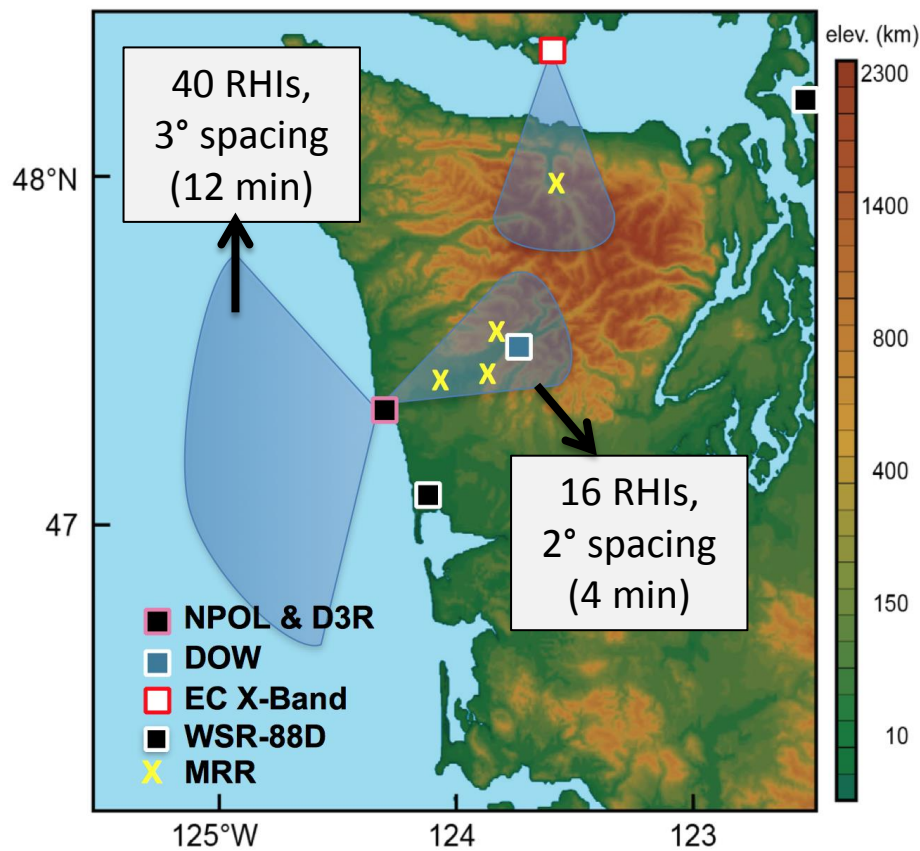 elev. (km)
40 RHIs,
3° spacing
(12 min)
2300
48°N
X
1400
800
X
X
X
16 RHIs,
2° spacing
(4 min)
400
47
150
NPOL & D3R
DOW
EC X-Band
WSR-88D
X MRR
10
125°W
124
123